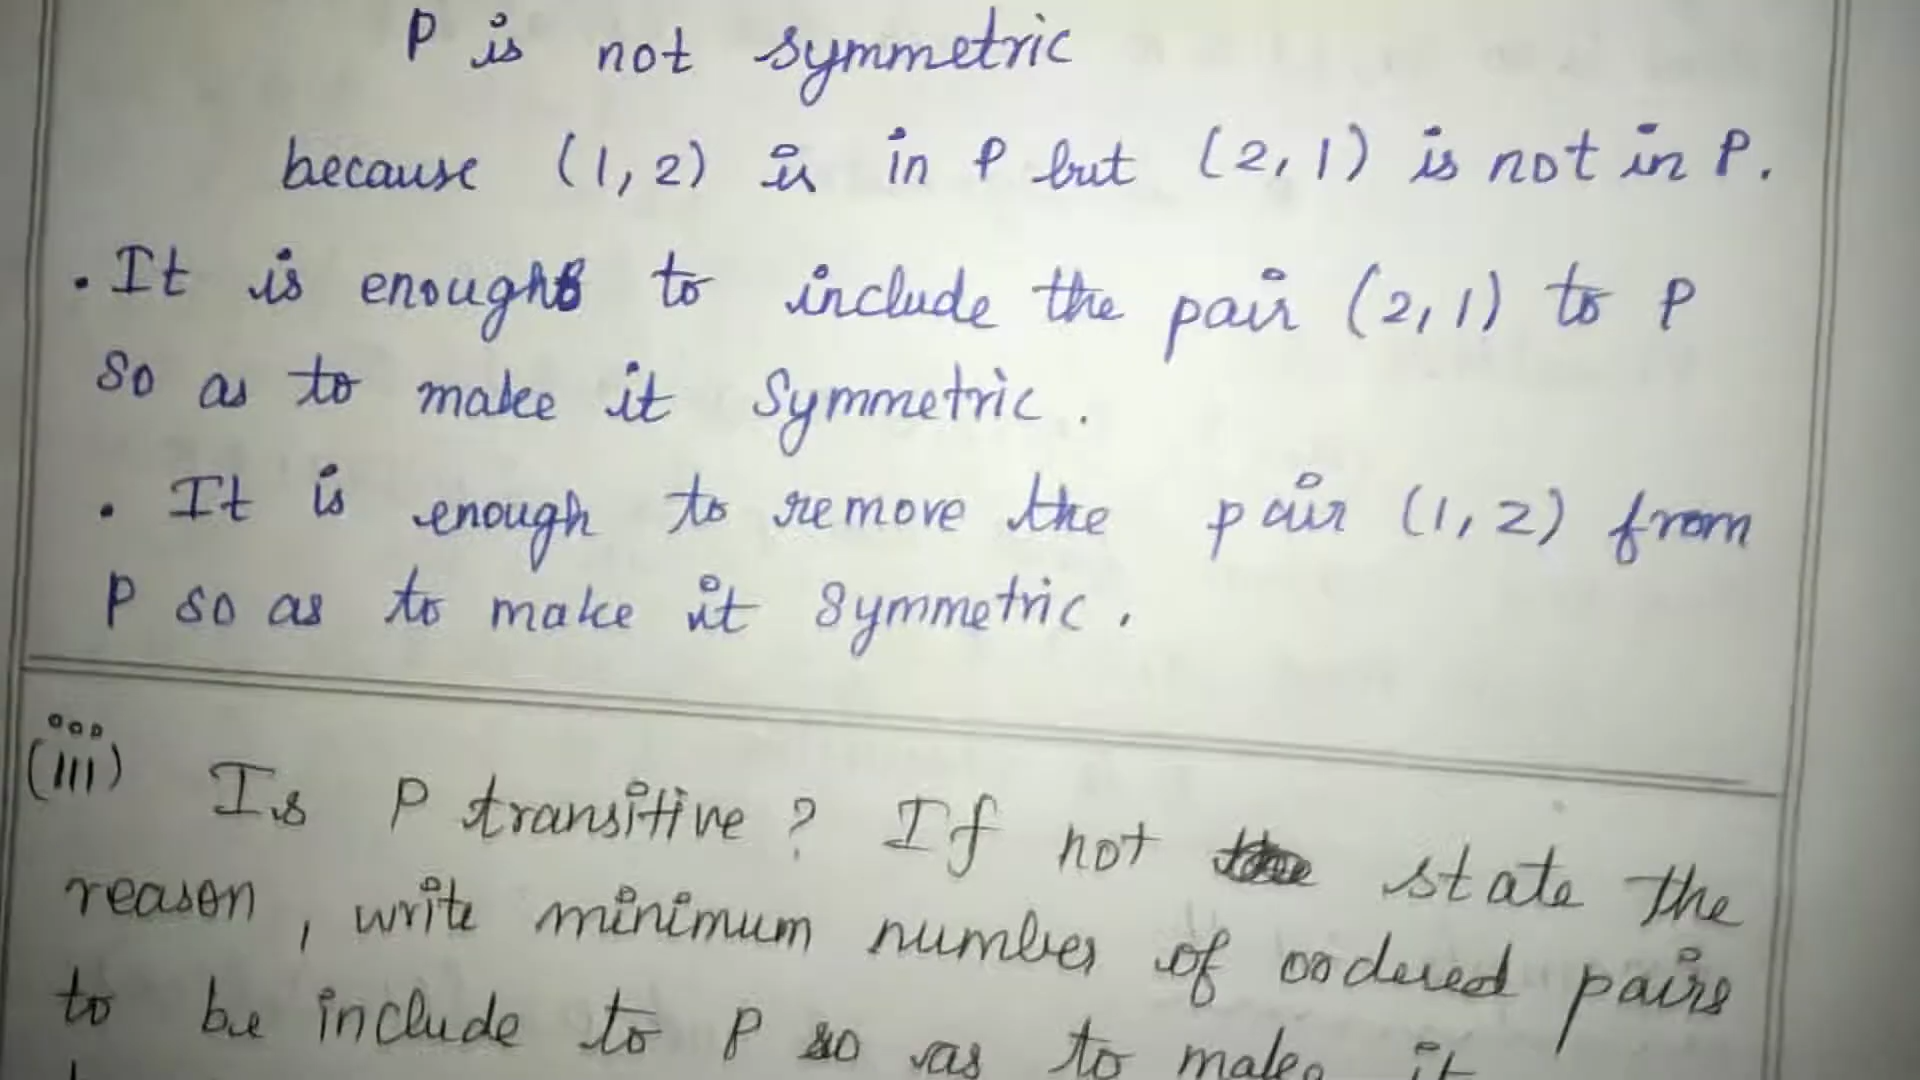 P is not symmetric
because (1,2) is in P but (2,1) is not in P.
. It is enough to include the pair (2,1) to P
so as to make it Symmetric.
. It is enough to remove the pair (1,2) from
P so as to make it symmetric.
(iii) Is P transitive? If not state the
reason, write minimum number of ordered pairs
to be include to P so as to make it